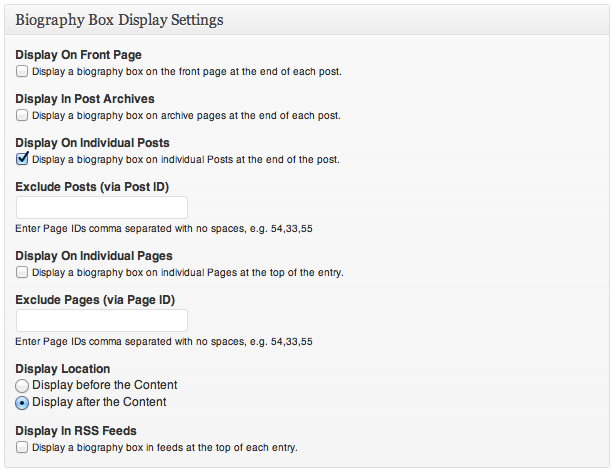 Biography Box Display Settings
Display On Front Page
Display a biography box on the front page at the end of post.
Display In Post Archives
Display a biography box on archive pages at the end of each post.
Display On Individual Posts
Display a biography box on individual Posts at the end of the post.
Exclude Posts (via Post ID)
Enter Page IDs comma separated with no spaces, e.g. 54,33,55
Display On Individual Pages
Display a biography box on individual Pages at the top of the entry.
Exclude Pages (via Page ID)
Enter Page IDs comma separated with no spaces, e.g. 54,33,55
Display Location
Display before the Content
Display after the Content
Display In RSS Feeds
Display a biography box in feeds at the top of each entry.